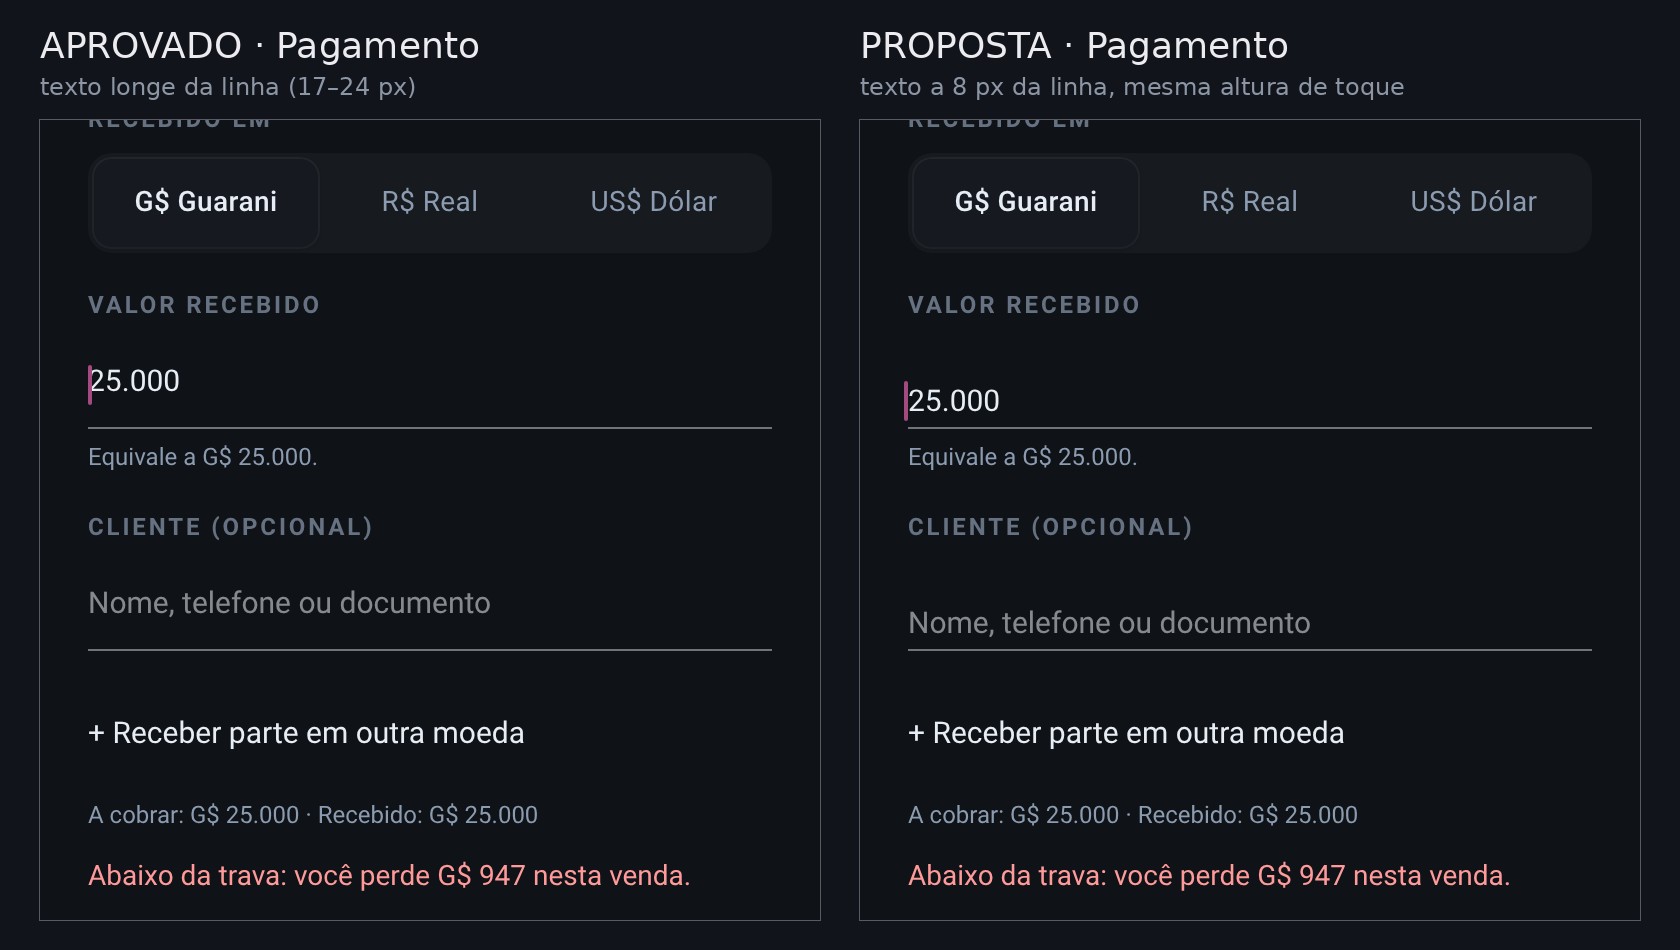 APROVADO · Pagamento
texto longe da linha (17–24 px)
RECEBIDO EM
G$ Guarani
R$ Real
US$ Dólar
VALOR RECEBIDO
25.000
Equivale a G$ 25.000.
CLIENTE (OPCIONAL)
Nome, telefone ou documento
+ Receber parte em outra moeda
A cobrar: G$ 25.000 · Recebido: G$ 25.000
Abaixo da trava: você perde G$ 947 nesta venda.
PROPOSTA · Pagamento
texto a 8 px da linha, mesma altura de toque
RECEBIDO EM
G$ Guarani
R$ Real
US$ Dólar
VALOR RECEBIDO
25.000
Equivale a G$ 25.000.
CLIENTE (OPCIONAL)
Nome, telefone ou documento
+ Receber parte em outra moeda
A cobrar: G$ 25.000 · Recebido: G$ 25.000
Abaixo da trava: você perde G$ 947 nesta venda.